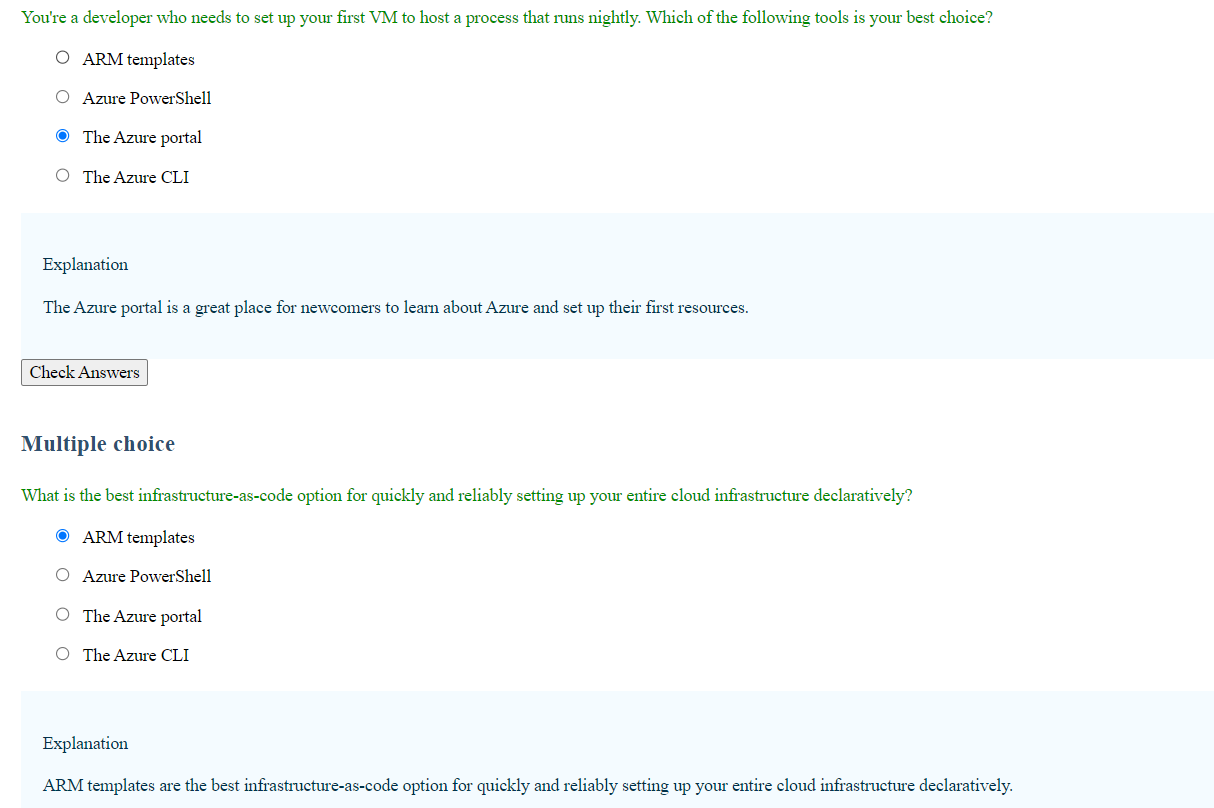 You're a developer who needs to set up your first VM to host a process that runs nightly. Which of the following tools is your best choice?
ARM templates
Azure PowerShell
The Azure portal
The Azure CLI
Explanation
The Azure portal is a great place for newcomers to learn about Azure and set up their first resources.
Check Answers
Multiple choice
What is the best infrastructure-as-code option for quickly and reliably setting up your entire cloud infrastructure declaratively?
ARM templates
Azure PowerShell
The Azure portal
The Azure CLI
Explanation
ARM templates are the best infrastructure-as-code option for quickly and reliably setting up your entire cloud infrastructure declaratively.